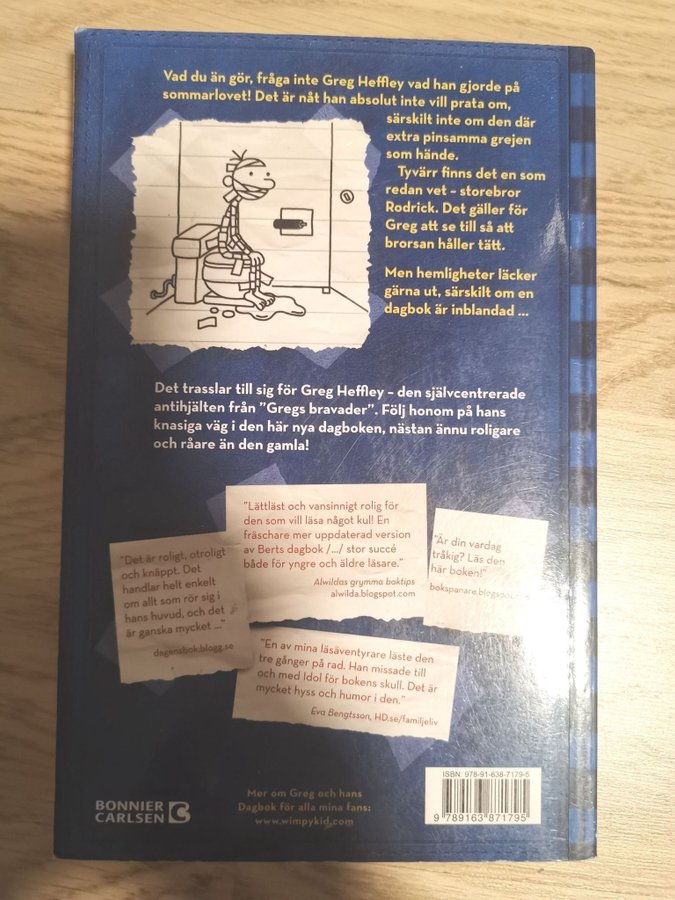 Vad du än gör, fråga inte Greg Heffley vad han gjorde på
sommarlovet! Det är nåt han absolut inte vill prata om,
särskilt inte om den där
extra pinsamma grejen
som hände.
Tyvärr finns det en som
redan vet – storebror
Rodrick. Det gäller för
Greg att se till så att
brorsan håller tätt.
Men hemligheter läcker
gärna ut, särskilt om en
dagbok är inblandad ...
Det trasslar till sig för Greg Heffley – den självcentrerade
antihjälten från ”Gregs bravader”. Följ honom på hans
knasiga väg i den här nya dagboken, nästan ännu roligare
och råare än den gamla!
”Lättläst och vansinnigt rolig för
den som vill läsa något kul! En
fräschare mer uppdaterad version
av Berts dagbok /.../ stor succé
både för yngre och äldre läsare.”
Alwildas grymma boktips
alwilda.blogspot.com
”Är din vardag
tråkig? Läs den
här boken!”
bokspanare.blogspot.
”Det är roligt, otroligt
och knäppt. Det
handlar helt enkelt
om allt som rör sig i
hans huvud, och det
är ganska mycket ...”
dagensbok.blogg.se
”En av mina läsäventyrare läste den
tre gånger på rad. Han missade till
och med Idol för bokens skull. Det är
mycket hyss och humor i den.”
Eva Bengtsson, HD.se/familjeliv
BONNIER
CARLSEN
Mer om Greg och hans
Dagbok för alla mina fans:
www.wimpykid.com
ISBN: 978-91-638-7179-5
9 789163 871795